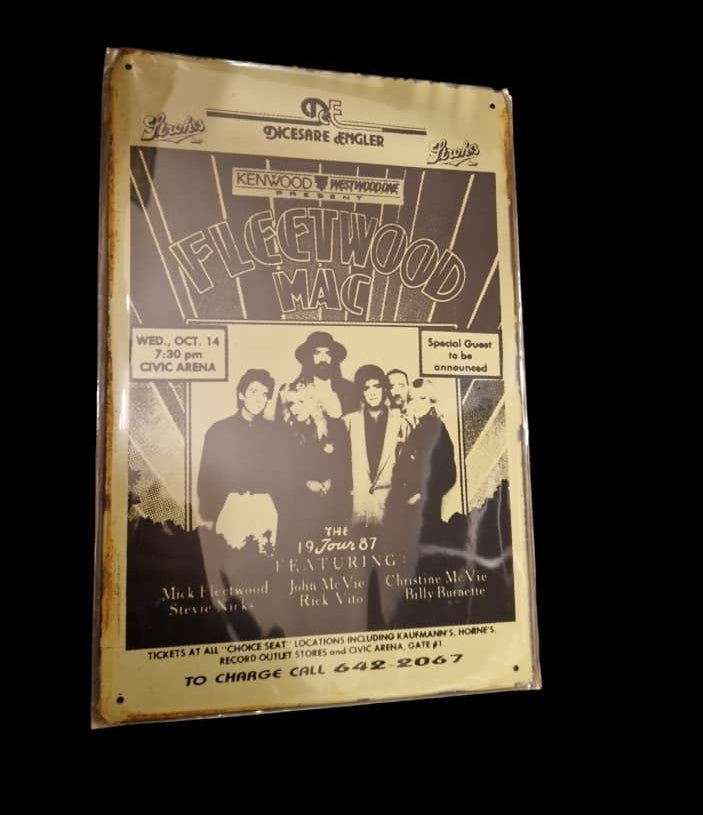 DE
DICESARE ENGLER
Stroh's
Stroh's
KENWOOD WESTWOOD ONE
PRESENT
FLEETWOOD
MAC
WED., OCT. 14
7:30 pm
CIVIC ARENA
Special Guest
to be
announced
THE
19 Tour 87
FEATURING:
Mick Fleetwood John McVie Christine McVie
Stevie Nicks Rick Vito Billy Burnette
TICKETS AT ALL "CHOICE SEAT" LOCATIONS INCLUDING KAUFMANN'S, HORNE'S,
RECORD OUTLET STORES and CIVIC ARENA, GATE #1.
TO CHARGE CALL 642-2067